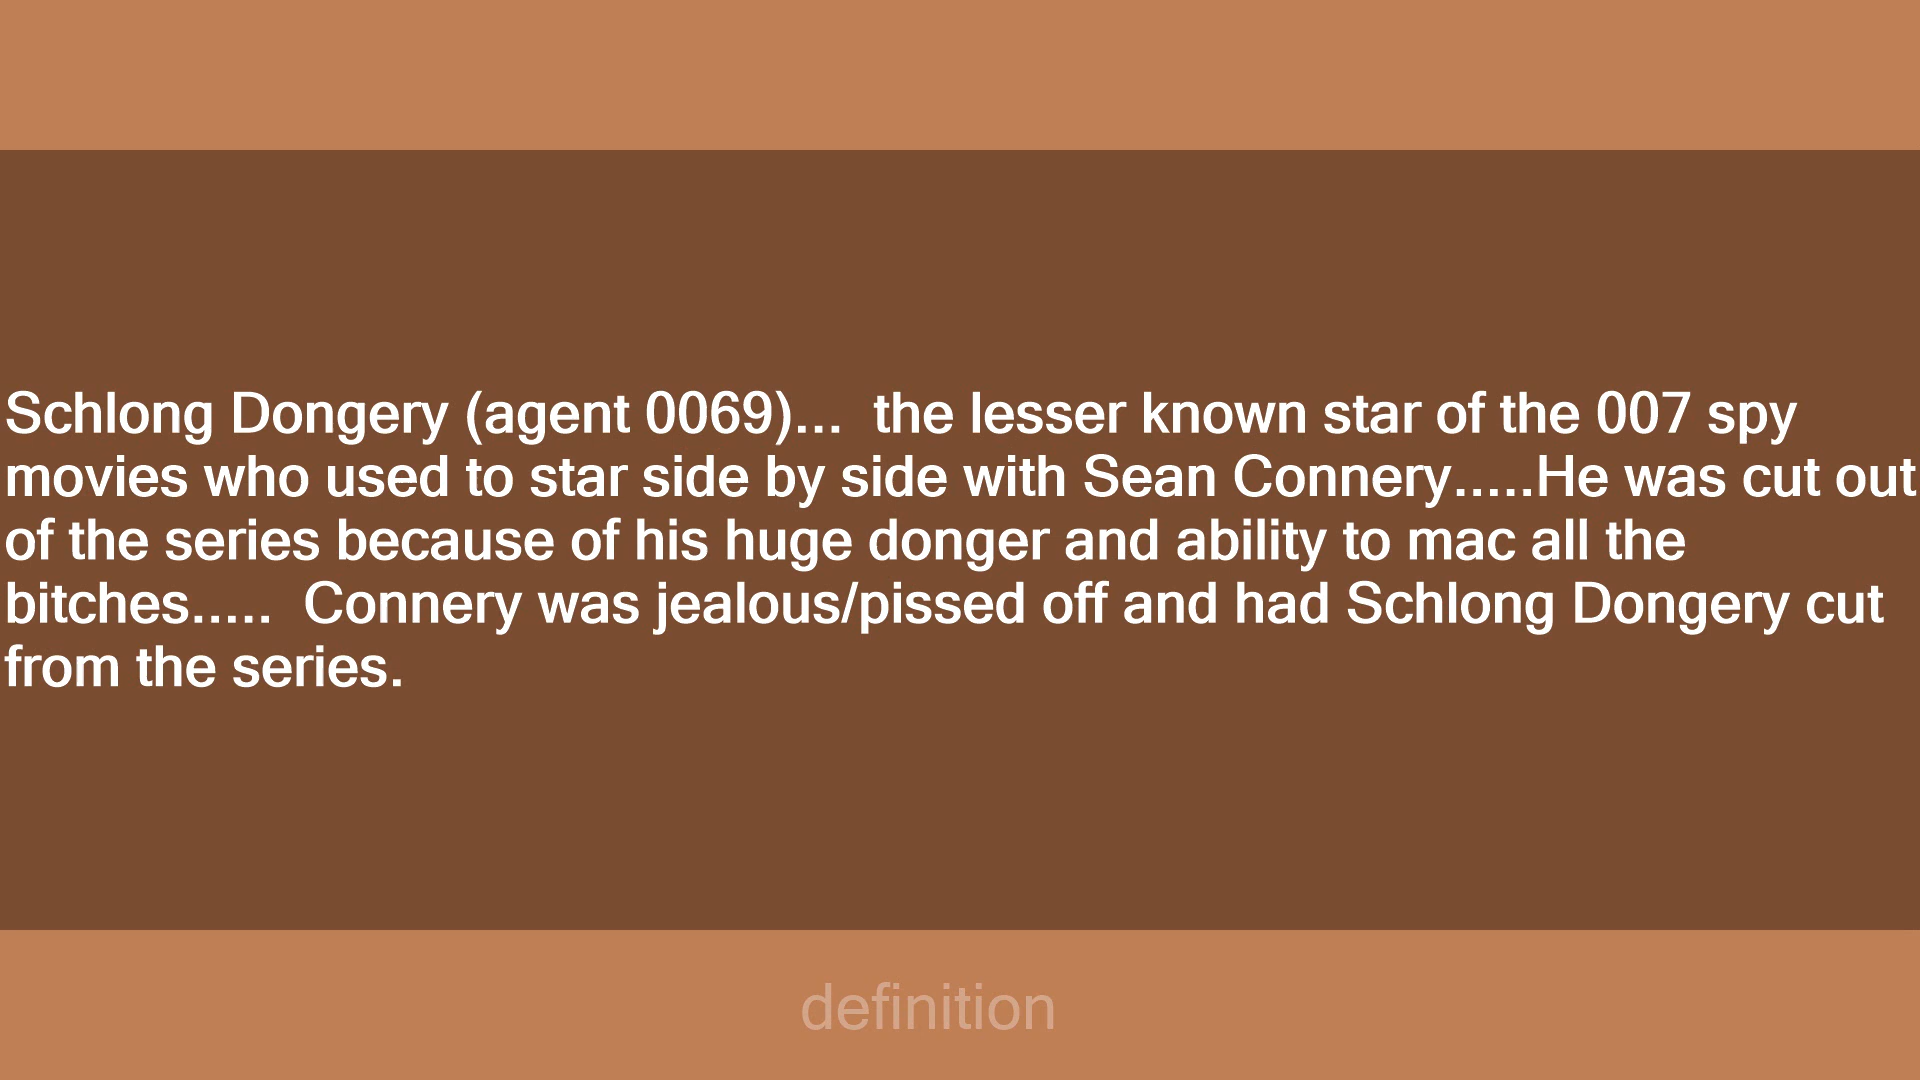 Schlong Dongery (agent 0069)...  the lesser known star of the 007 spy
movies who used to star side by side with Sean Connery.....He was cut out
of the series because of his huge donger and ability to mac all the
bitches.....  Connery was jealous/pissed off and had Schlong Dongery cut
from the series.
definition